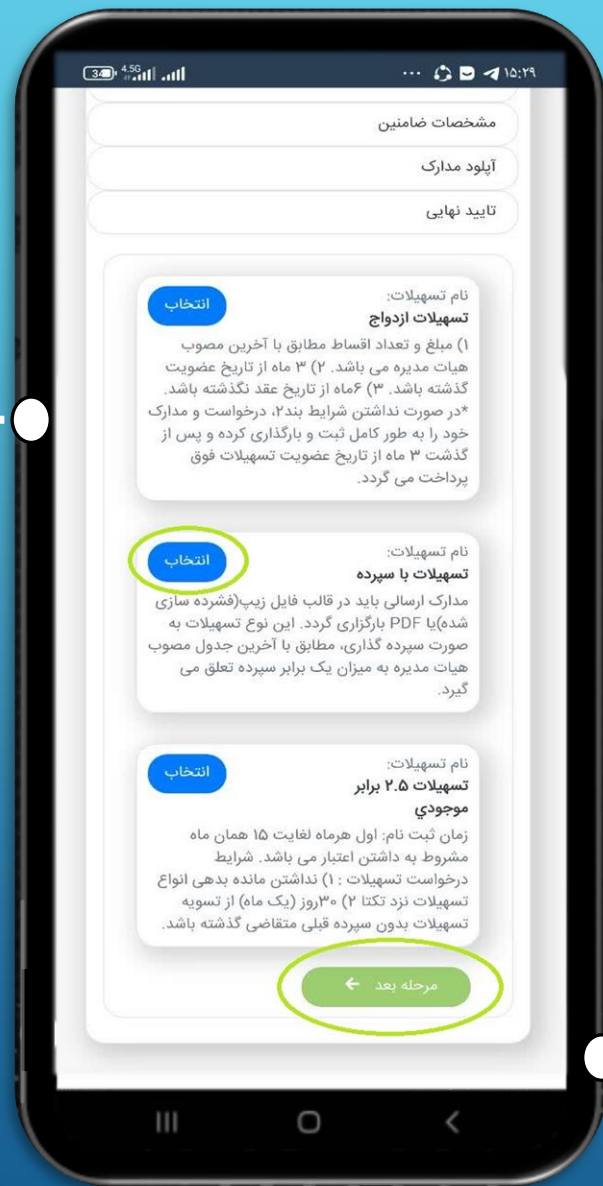 34 4.5G ... ۱۵:۲۹
مشخصات ضامنین
آپلود مدارک
تایید نهایی
نام تسهیلات:
انتخاب
تسهیلات ازدواج
۱) مبلغ و تعداد اقساط مطابق با آخرین مصوب
هیات مدیره می باشد. ۲) ۳ ماه از تاریخ عضویت
گذشته باشد. ۳) ۶ماه از تاریخ عقد نگذشته باشد.
*در صورت نداشتن شرایط بند۲، درخواست و مدارک
خود را به طور کامل ثبت و بارگذاری کرده و پس از
گذشت ۳ ماه از تاریخ عضویت تسهیلات فوق
پرداخت می گردد.
نام تسهیلات:
انتخاب
تسهیلات با سپرده
مدارک ارسالی باید در قالب فایل زیپ(فشرده سازی
شده)یا PDF بارگزاری گردد. این نوع تسهیلات به
صورت سپرده گذاری، مطابق با آخرین جدول مصوب
هیات مدیره به میزان یک برابر سپرده تعلق می
گیرد.
نام تسهیلات:
انتخاب
تسهیلات ۲.۵ برابر
موجودي
زمان ثبت نام: اول هرماه لغایت ۱۵ همان ماه
مشروط به داشتن اعتبار می باشد. شرایط
درخواست تسهیلات : ۱) نداشتن مانده بدهی انواع
تسهیلات نزد تکتا ۲) ۳۰روز (یک ماه) از تسویه
تسهیلات بدون سپرده قبلی متقاضی گذشته باشد.
مرحله بعد ←